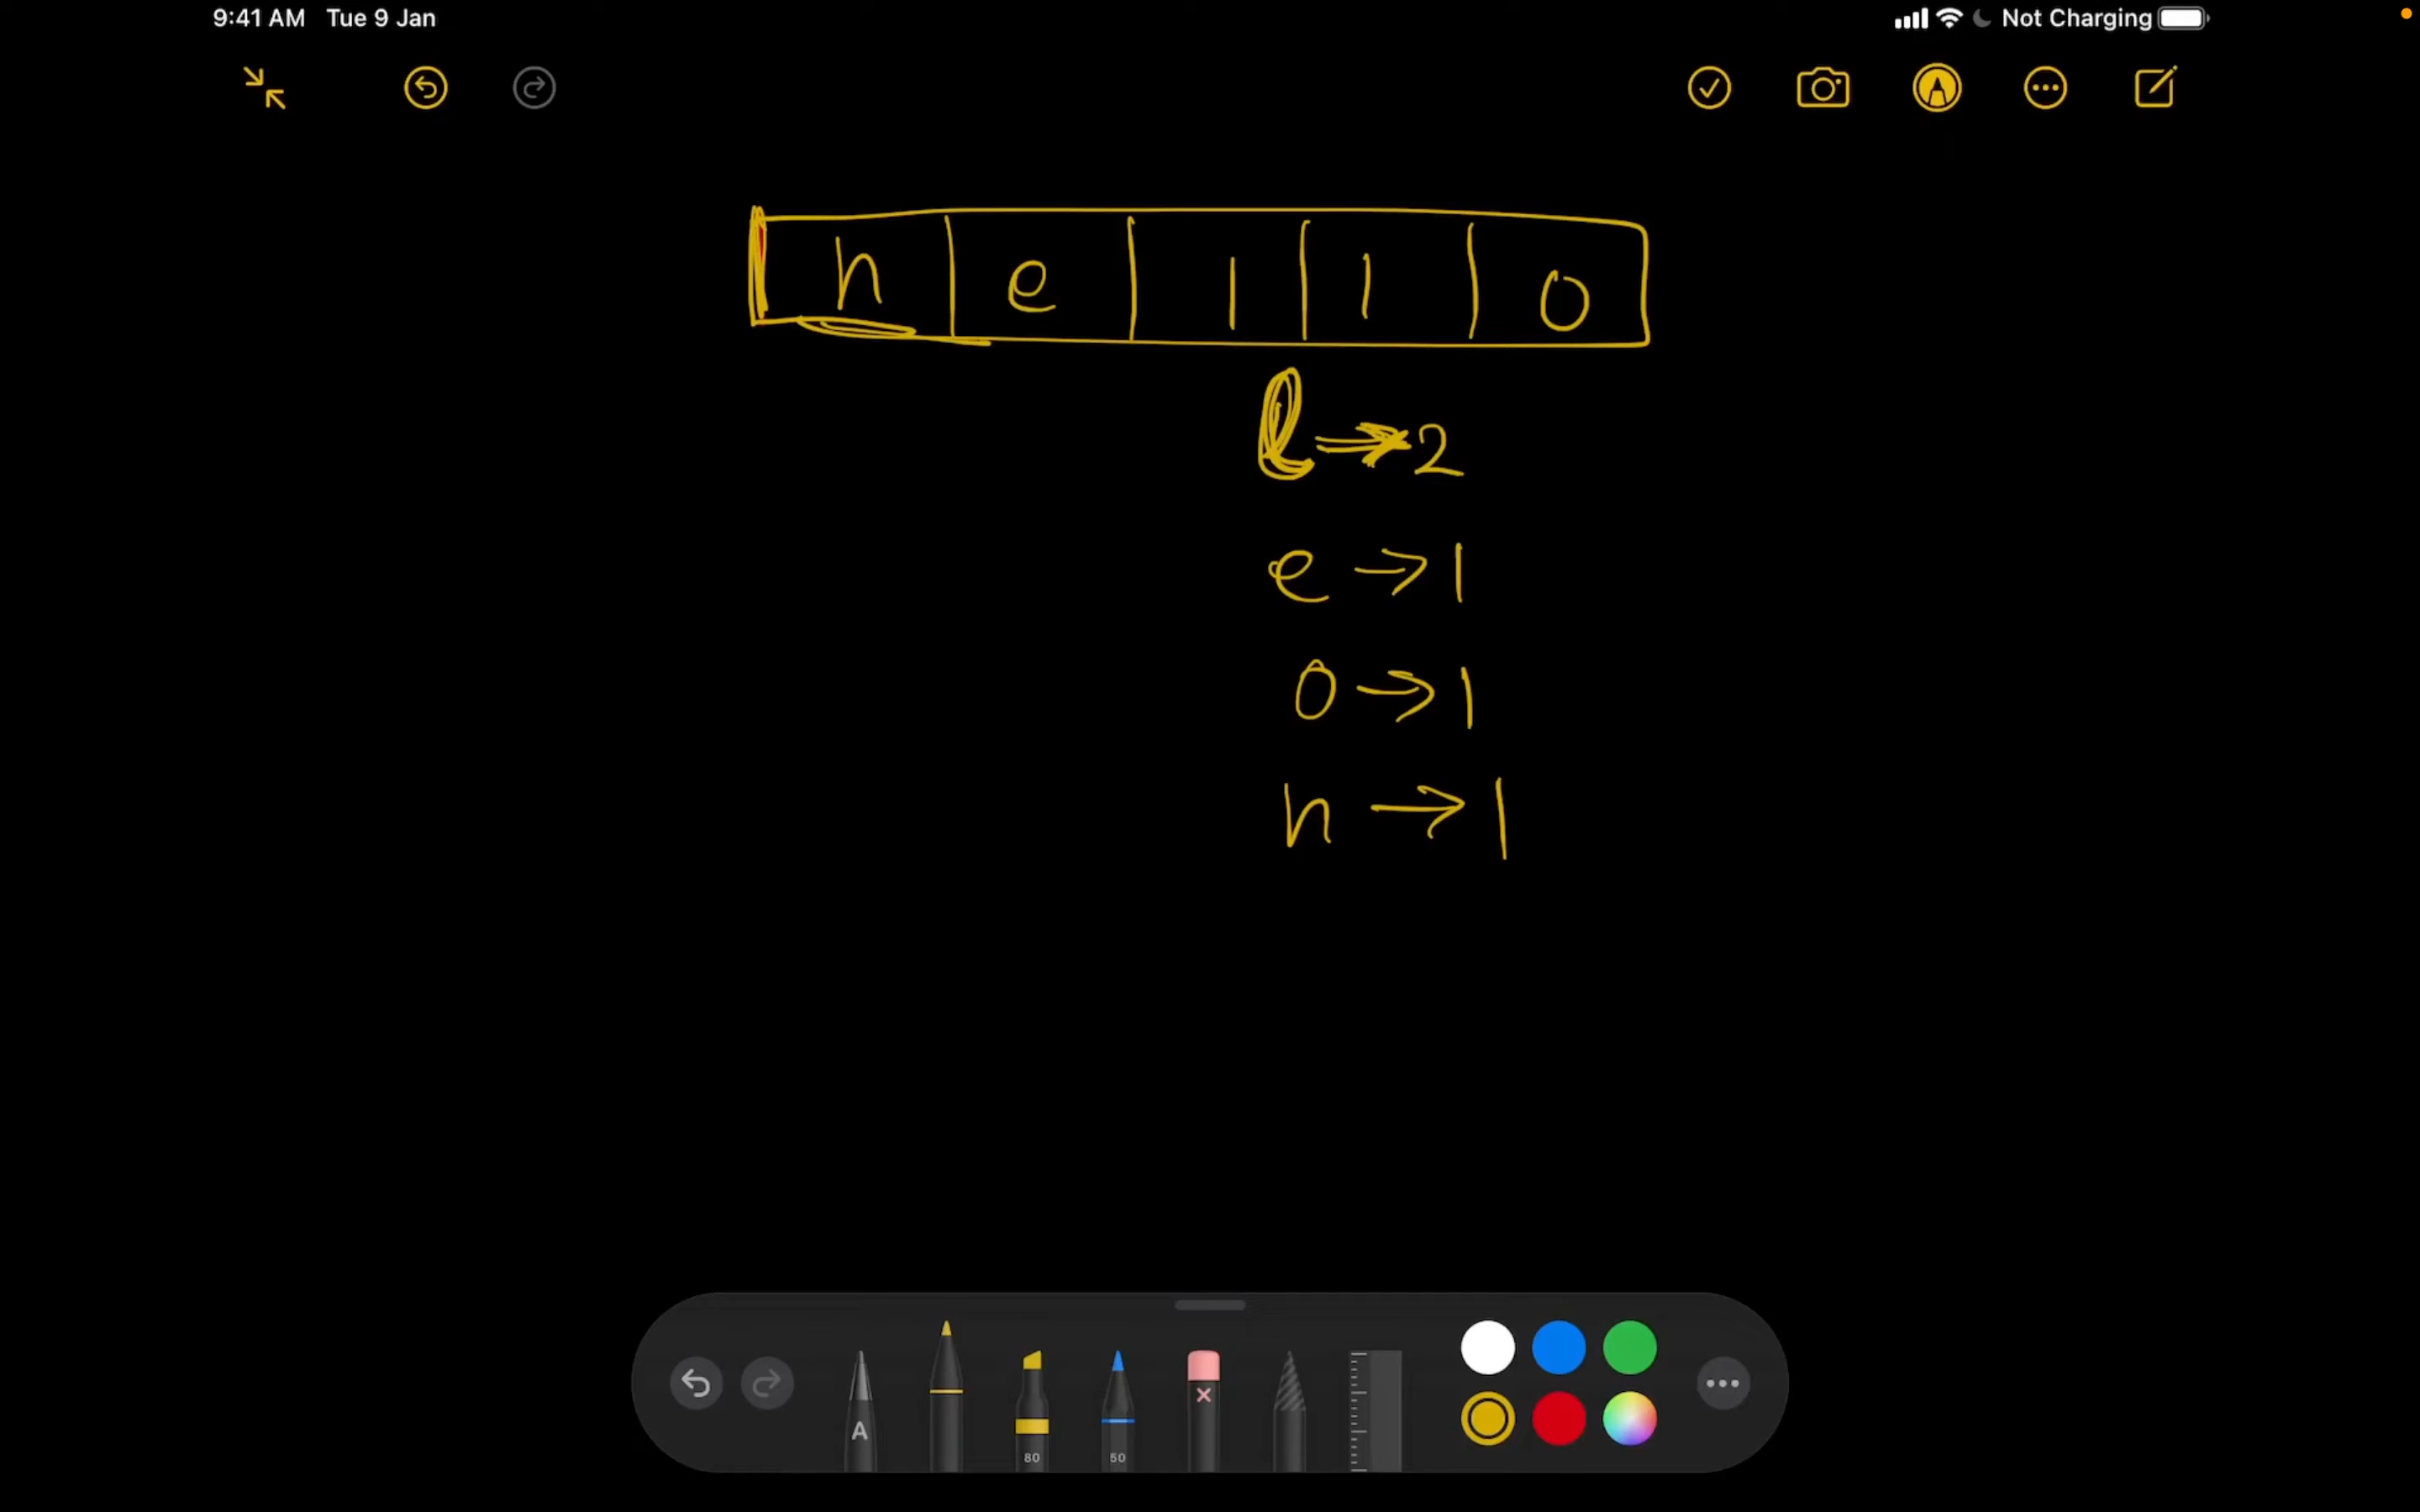 9:41 AM Tue 9 Jan Not Charging
h e l l o
l → 2
e → 1
o → 1
h → 1
A 80 50